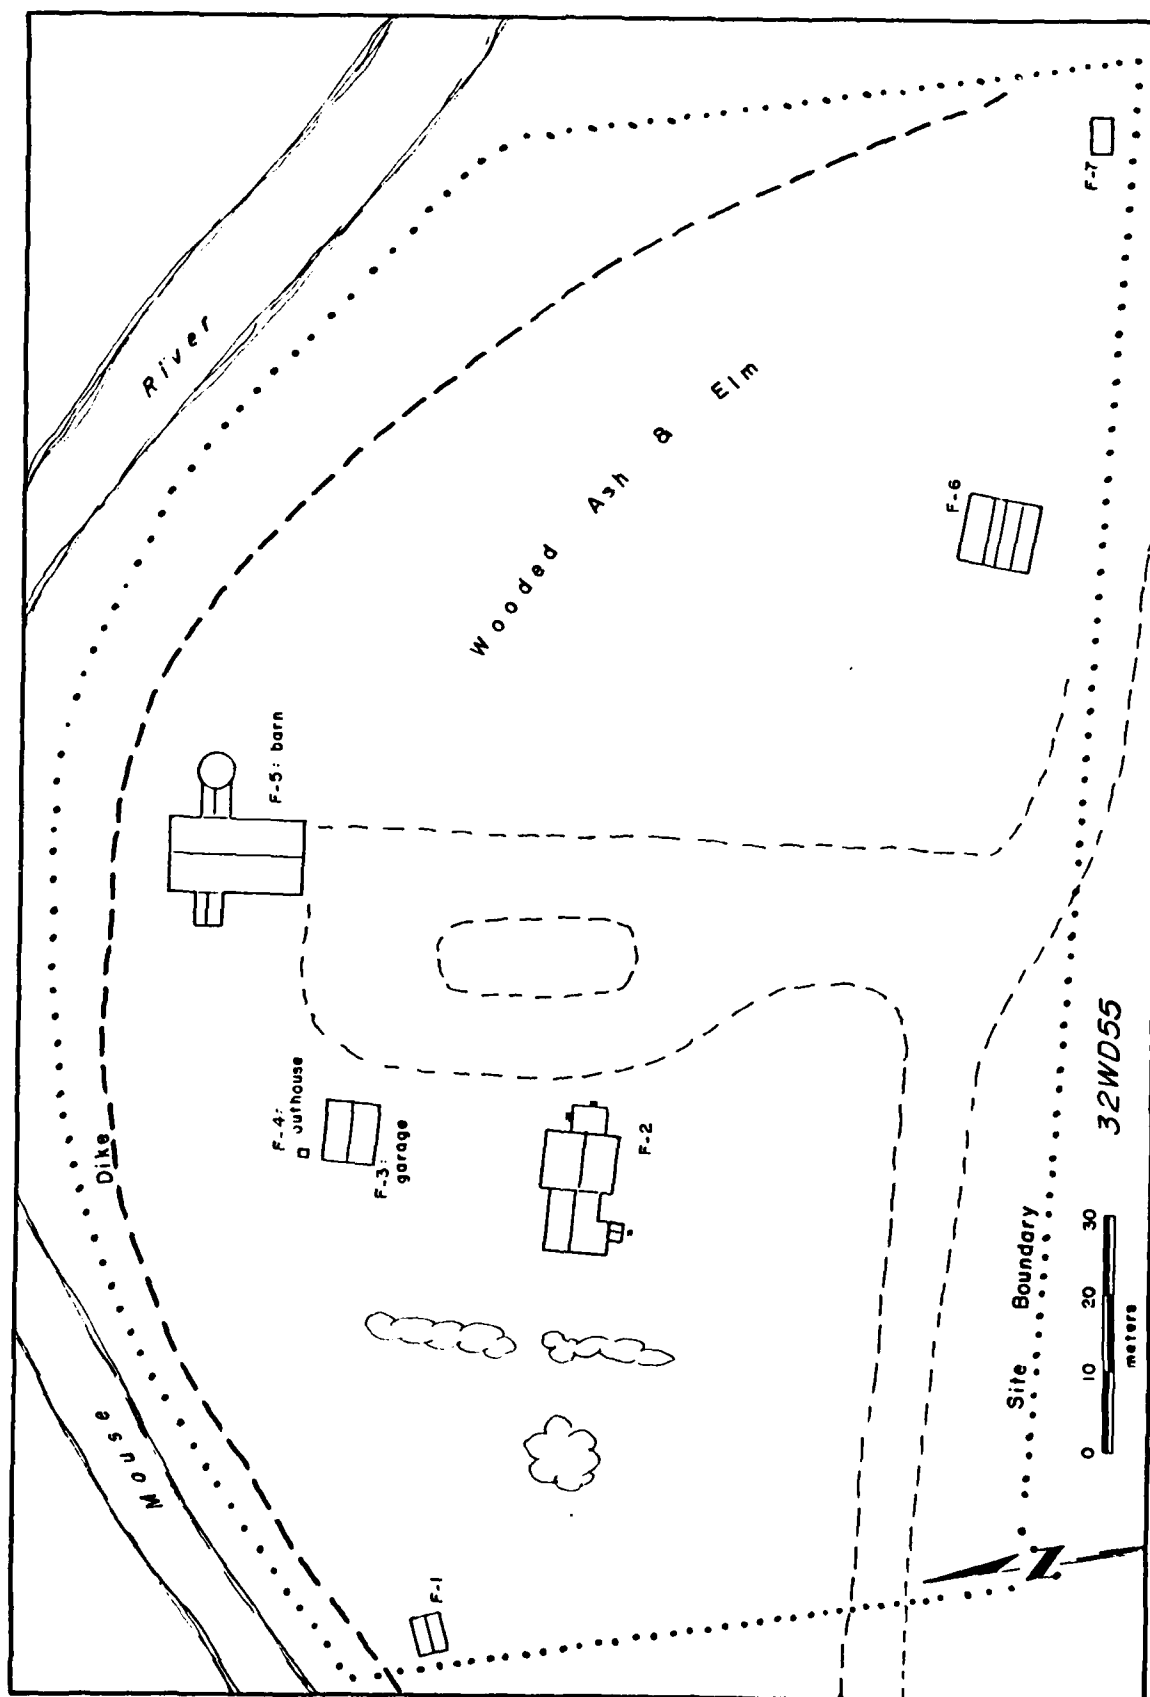 Mouse
River
Dike
F-5: barn
F-4:
outhouse
F-3:
garage
F-2
F-1
Wooded Ash & Elm
F-6
F-7
Site Boundary
32WD55
0 10 20 30
meters
N